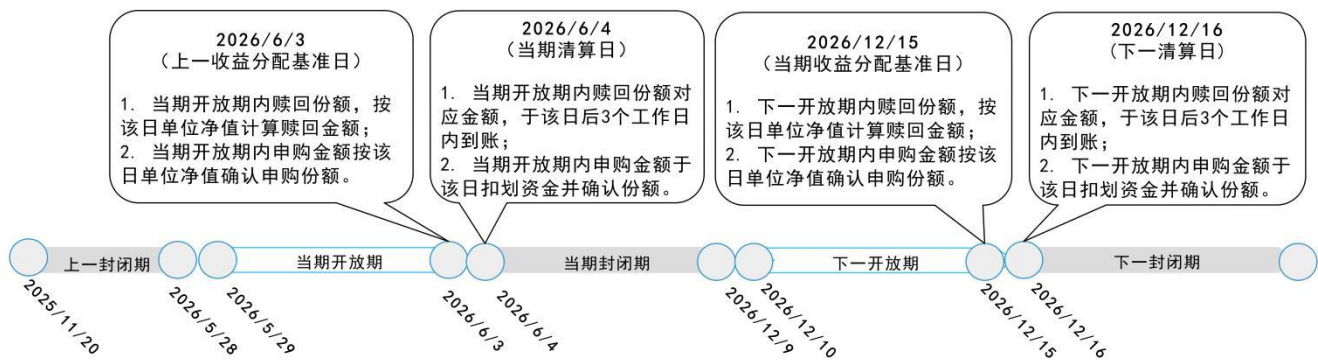 2026/6/3
（上一收益分配基准日）
1. 当期开放期内赎回份额，按
该日单位净值计算赎回金额；
2. 当期开放期内申购金额按该
日单位净值确认申购份额。
2026/6/4
（当期清算日）
1. 当期开放期内赎回份额对
应金额，于该日后3个工作日
内到账；
2. 当期开放期内申购金额于
该日扣划资金并确认份额。
2026/12/15
（当期收益分配基准日）
1. 下一开放期内赎回份额，按
该日单位净值计算赎回金额；
2. 下一开放期内申购金额按该
日单位净值确认申购份额。
2026/12/16
（下一清算日）
1. 下一开放期内赎回份额对
应金额，于该日后3个工作日
内到账；
2. 下一开放期内申购金额于
该日扣划资金并确认份额。
上一封闭期
当期开放期
当期封闭期
下一开放期
下一封闭期
2025/11/20
2026/5/28
2026/5/29
2026/6/3
2026/6/4
2026/12/9
2026/12/10
2026/12/15
2026/12/16